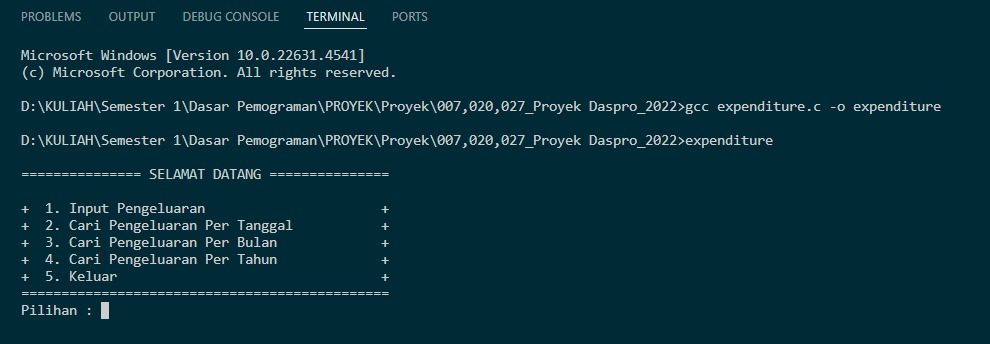 PROBLEMS OUTPUT DEBUG CONSOLE TERMINAL PORTS
Microsoft Windows [Version 10.0.22631.4541]
(c) Microsoft Corporation. All rights reserved.
D:\KULIAH\Semester 1\Dasar Pemograman\PROYEK\Proyek\007,020,027_Proyek Daspro_2022>gcc expenditure.c -o expenditure
D:\KULIAH\Semester 1\Dasar Pemograman\PROYEK\Proyek\007,020,027_Proyek Daspro_2022>expenditure
=============== SELAMAT DATANG ===============
+  1. Input Pengeluaran                      +
+  2. Cari Pengeluaran Per Tanggal           +
+  3. Cari Pengeluaran Per Bulan             +
+  4. Cari Pengeluaran Per Tahun             +
+  5. Keluar                                 +
==============================================
Pilihan :